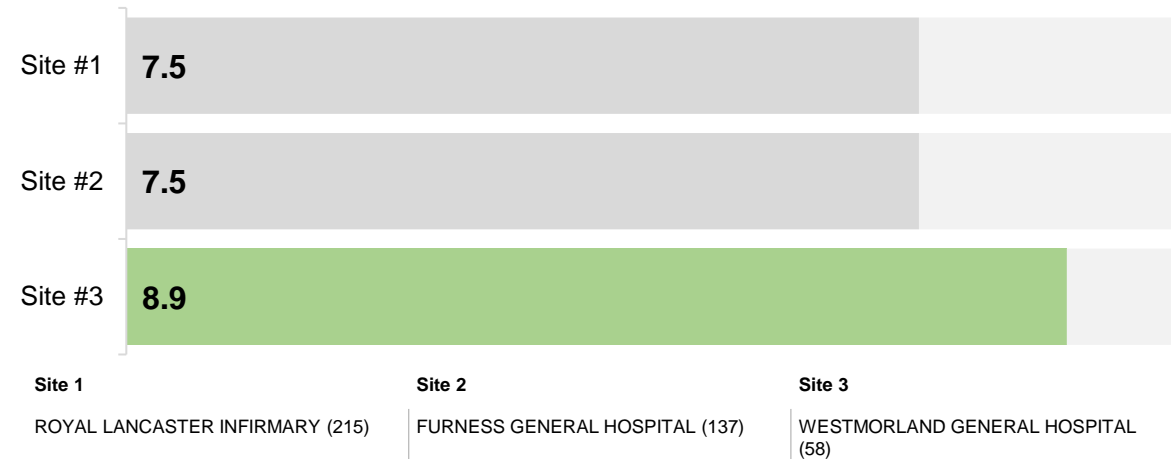 Site #1 7.5
Site #2 7.5
Site #3 8.9
Site 1 Site 2 Site 3
ROYAL LANCASTER INFIRMARY (215) FURNESS GENERAL HOSPITAL (137) WESTMORLAND GENERAL HOSPITAL
(58)